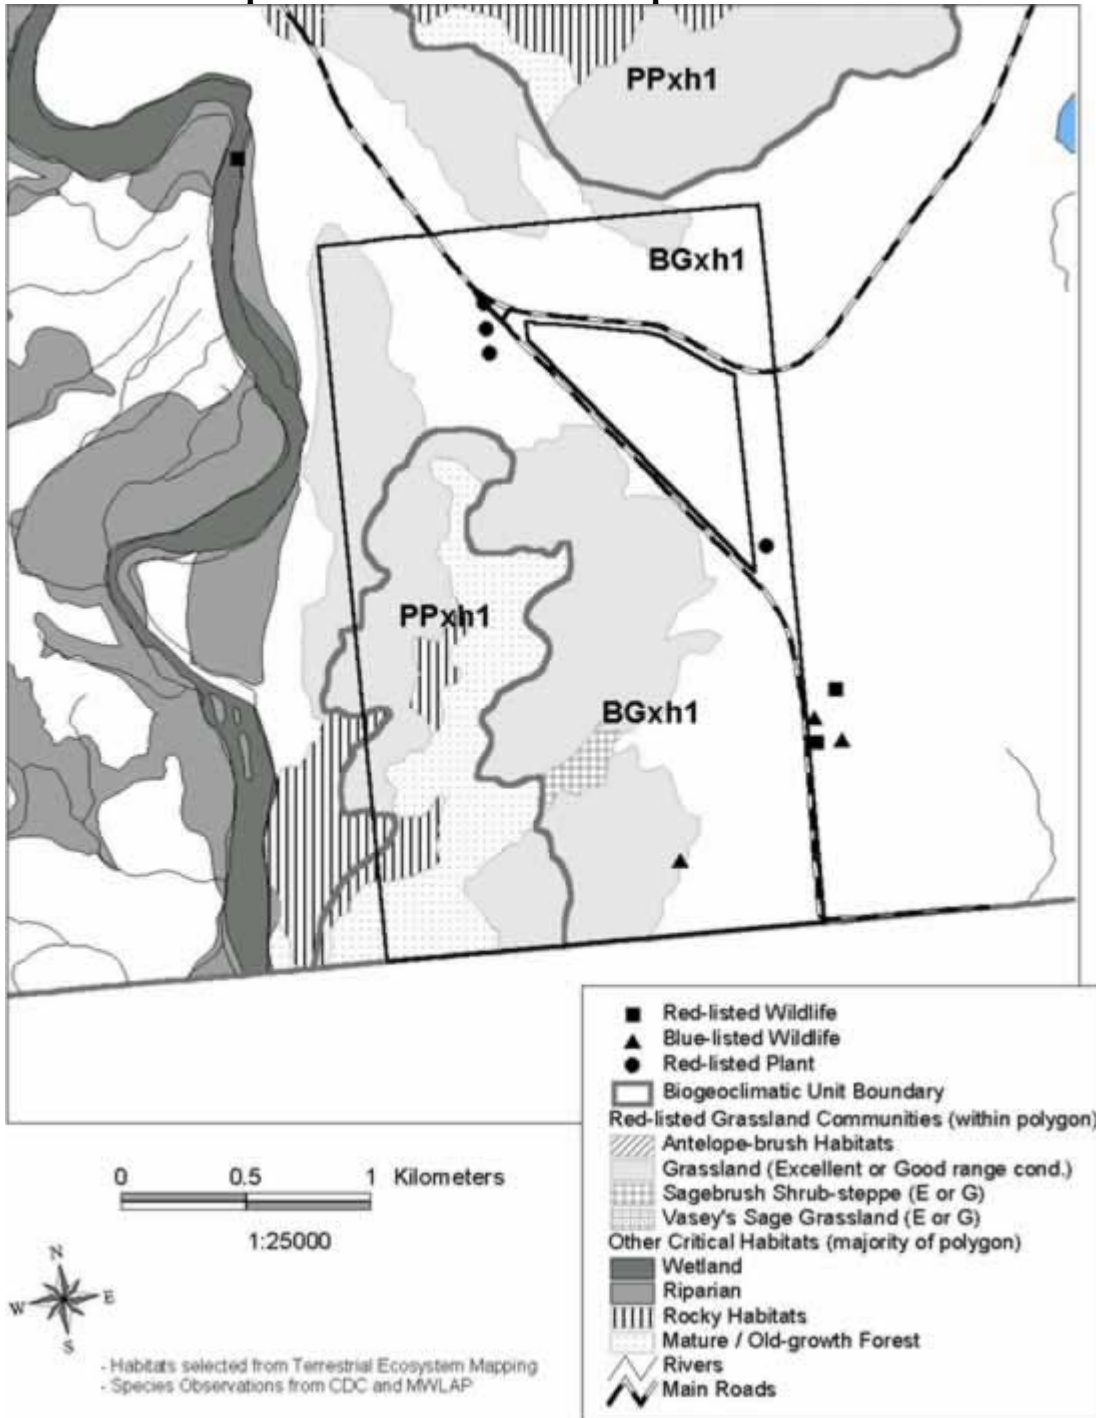 PPxh1
BGxh1
PPxh1
BGxh1
Red-listed Wildlife
Blue-listed Wildlife
Red-listed Plant
Biogeoclimatic Unit Boundary
Red-listed Grassland Communities (within polygon)
Antelope-brush Habitats
Grassland (Excellent or Good range cond.)
Sagebrush Shrub-steppe (E or G)
Vasey's Sage Grassland (E or G)
Other Critical Habitats (majority of polygon)
Wetland
Riparian
Rocky Habitats
Mature / Old-growth Forest
Rivers
Main Roads
0 0.5 1 Kilometers
1:25000
N
W E
S
- Habitats selected from Terrestrial Ecosystem Mapping
- Species Observations from CDC and MWLAP